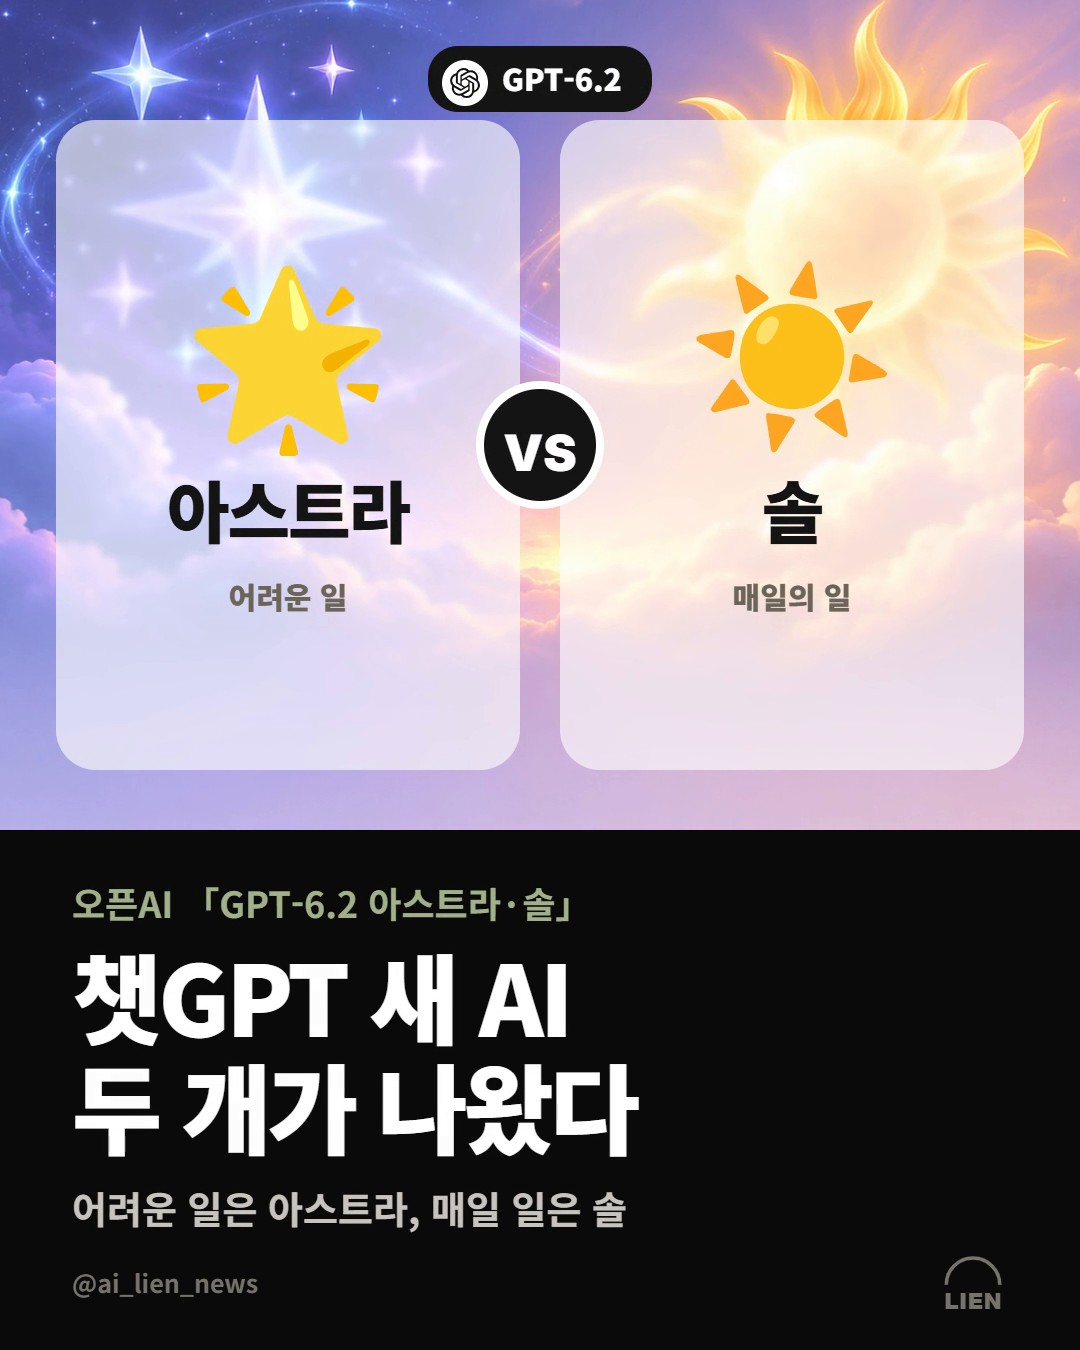 GPT-6.2
아스트라
어려운 일
VS
솔
매일의 일
오픈AI 「GPT-6.2 아스트라·솔」
챗GPT 새 AI
두 개가 나왔다
어려운 일은 아스트라, 매일 일은 솔
@ai_lien_news
LIEN